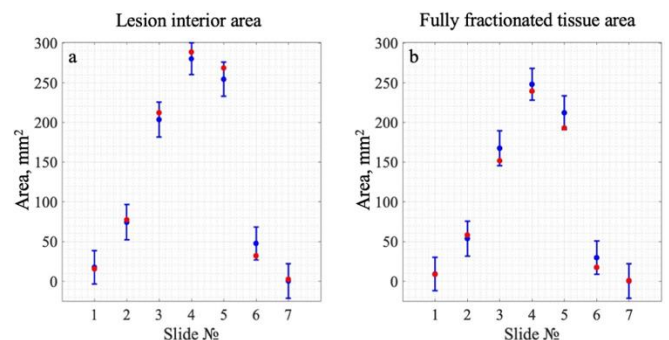 Lesion interior area
a
Area, mm²
300
250
200
150
100
50
0
1 2 3 4 5 6 7
Slide №
Fully fractionated tissue area
b
Area, mm²
300
250
200
150
100
50
0
1 2 3 4 5 6 7
Slide №